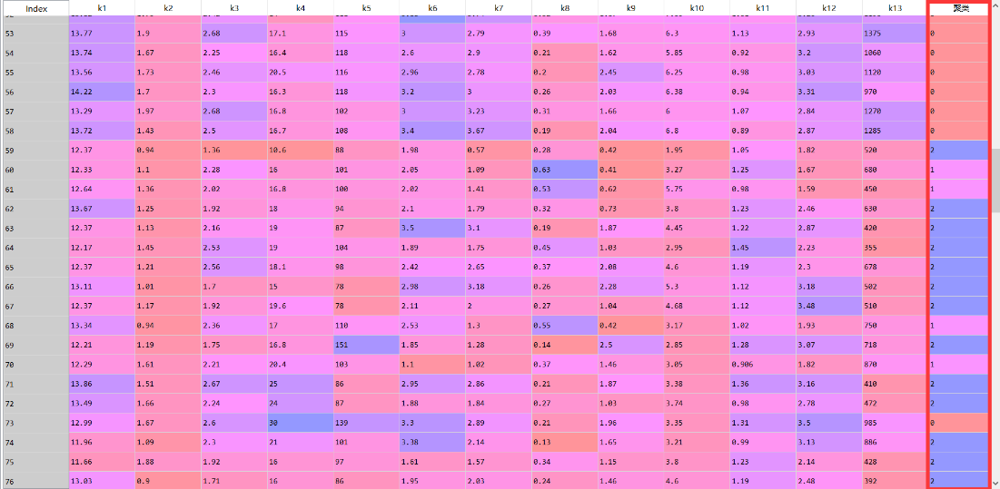 Index k1 k2 k3 k4 k5 k6 k7 k8 k9 k10 k11 k12 k13 聚类
53 13.77 1.9 2.68 17.1 115 3 2.79 0.39 1.68 6.3 1.13 2.93 1375 0
54 13.74 1.67 2.25 16.4 118 2.6 2.9 0.21 1.62 5.85 0.92 3.2 1060 0
55 13.56 1.73 2.46 20.5 116 2.96 2.78 0.2 2.45 6.25 0.98 3.03 1120 0
56 14.22 1.7 2.3 16.3 118 3.2 3 0.26 2.03 6.38 0.94 3.31 970 0
57 13.29 1.97 2.68 16.8 102 3 3.23 0.31 1.66 6 1.07 2.84 1270 0
58 13.72 1.43 2.5 16.7 108 3.4 3.67 0.19 2.04 6.8 0.89 2.87 1285 0
59 12.37 0.94 1.36 10.6 88 1.98 0.57 0.28 0.42 1.95 1.05 1.82 520 2
60 12.33 1.1 2.28 16 101 2.05 1.09 0.63 0.41 3.27 1.25 1.67 680 1
61 12.64 1.36 2.02 16.8 100 2.02 1.41 0.53 0.62 5.75 0.98 1.59 450 1
62 13.67 1.25 1.92 18 94 2.1 1.79 0.32 0.73 3.8 1.23 2.46 630 2
63 12.37 1.13 2.16 19 87 3.5 3.1 0.19 1.87 4.45 1.22 2.87 420 2
64 12.17 1.45 2.53 19 104 1.89 1.75 0.45 1.03 2.95 1.45 2.23 355 2
65 12.37 1.21 2.56 18.1 98 2.42 2.65 0.37 2.08 4.6 1.19 2.3 678 2
66 13.11 1.01 1.7 15 78 2.98 3.18 0.26 2.28 5.3 1.12 3.18 502 2
67 12.37 1.17 1.92 19.6 78 2.11 2 0.27 1.04 4.68 1.12 3.48 510 2
68 13.34 0.94 2.36 17 110 2.53 1.3 0.55 0.42 3.17 1.02 1.93 750 1
69 12.21 1.19 1.75 16.8 151 1.85 1.28 0.14 2.5 2.85 1.28 3.07 718 2
70 12.29 1.61 2.21 20.4 103 1.1 1.02 0.37 1.46 3.05 0.906 1.82 870 1
71 13.86 1.51 2.67 25 86 2.95 2.86 0.21 1.87 3.38 1.36 3.16 410 2
72 13.49 1.66 2.24 24 87 1.88 1.84 0.27 1.03 3.74 0.98 2.78 472 2
73 12.99 1.67 2.6 30 139 3.3 2.89 0.21 1.96 3.35 1.31 3.5 985 0
74 11.96 1.09 2.3 21 101 3.38 2.14 0.13 1.65 3.21 0.99 3.13 886 2
75 11.66 1.88 1.92 16 97 1.61 1.57 0.34 1.15 3.8 1.23 2.14 428 2
76 13.03 0.9 1.71 16 86 1.95 2.03 0.24 1.46 4.6 1.19 2.48 392 2